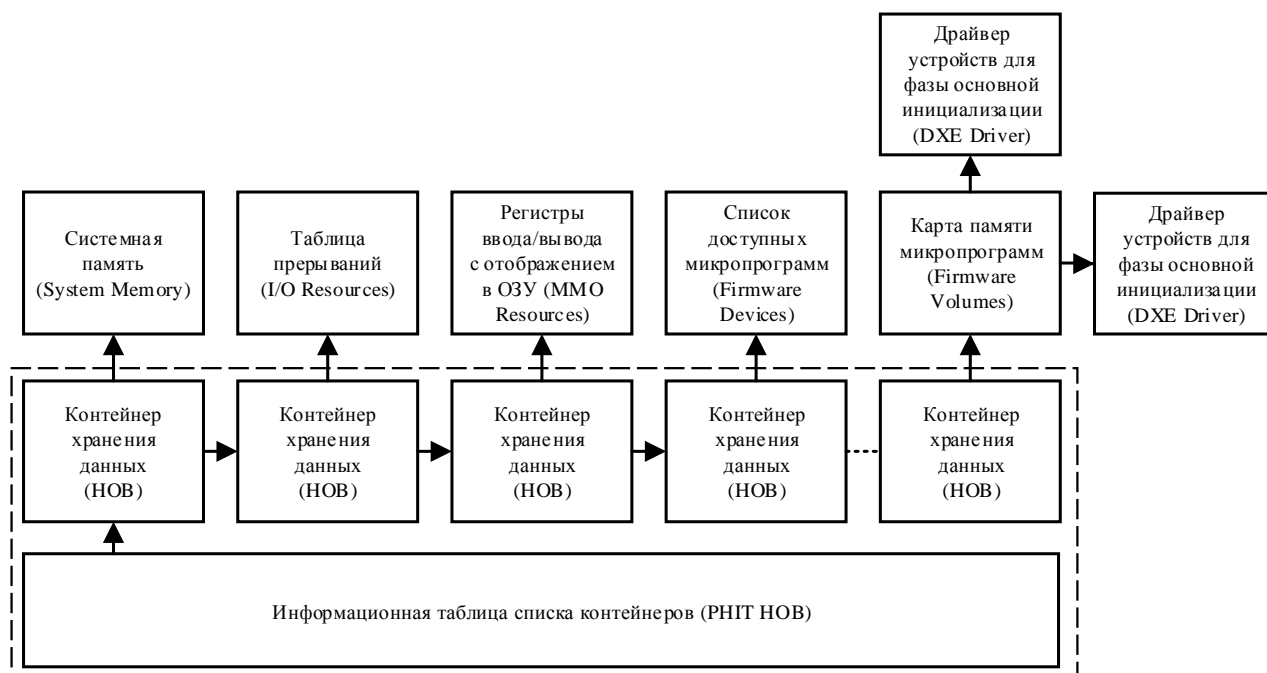 Драйвер
устройств для
фазы основной
инициализации
(DXE Driver)
Системная
память
(System Memory)
Таблица
прерываний
(I/O Resources)
Регистры
ввода/вывода
с отображением
в ОЗУ (MMO
Resources)
Список
доступных
микропрограмм
(Firmware
Devices)
Карта памяти
микропрограмм
(Firmware
Volumes)
Драйвер
устройств для
фазы основной
инициализации
(DXE Driver)
Контейнер
хранения
данных
(HOB)
Контейнер
хранения
данных
(HOB)
Контейнер
хранения
данных
(HOB)
Контейнер
хранения
данных
(HOB)
Контейнер
хранения
данных
(HOB)
Информационная таблица списка контейнеров (PHIT HOB)